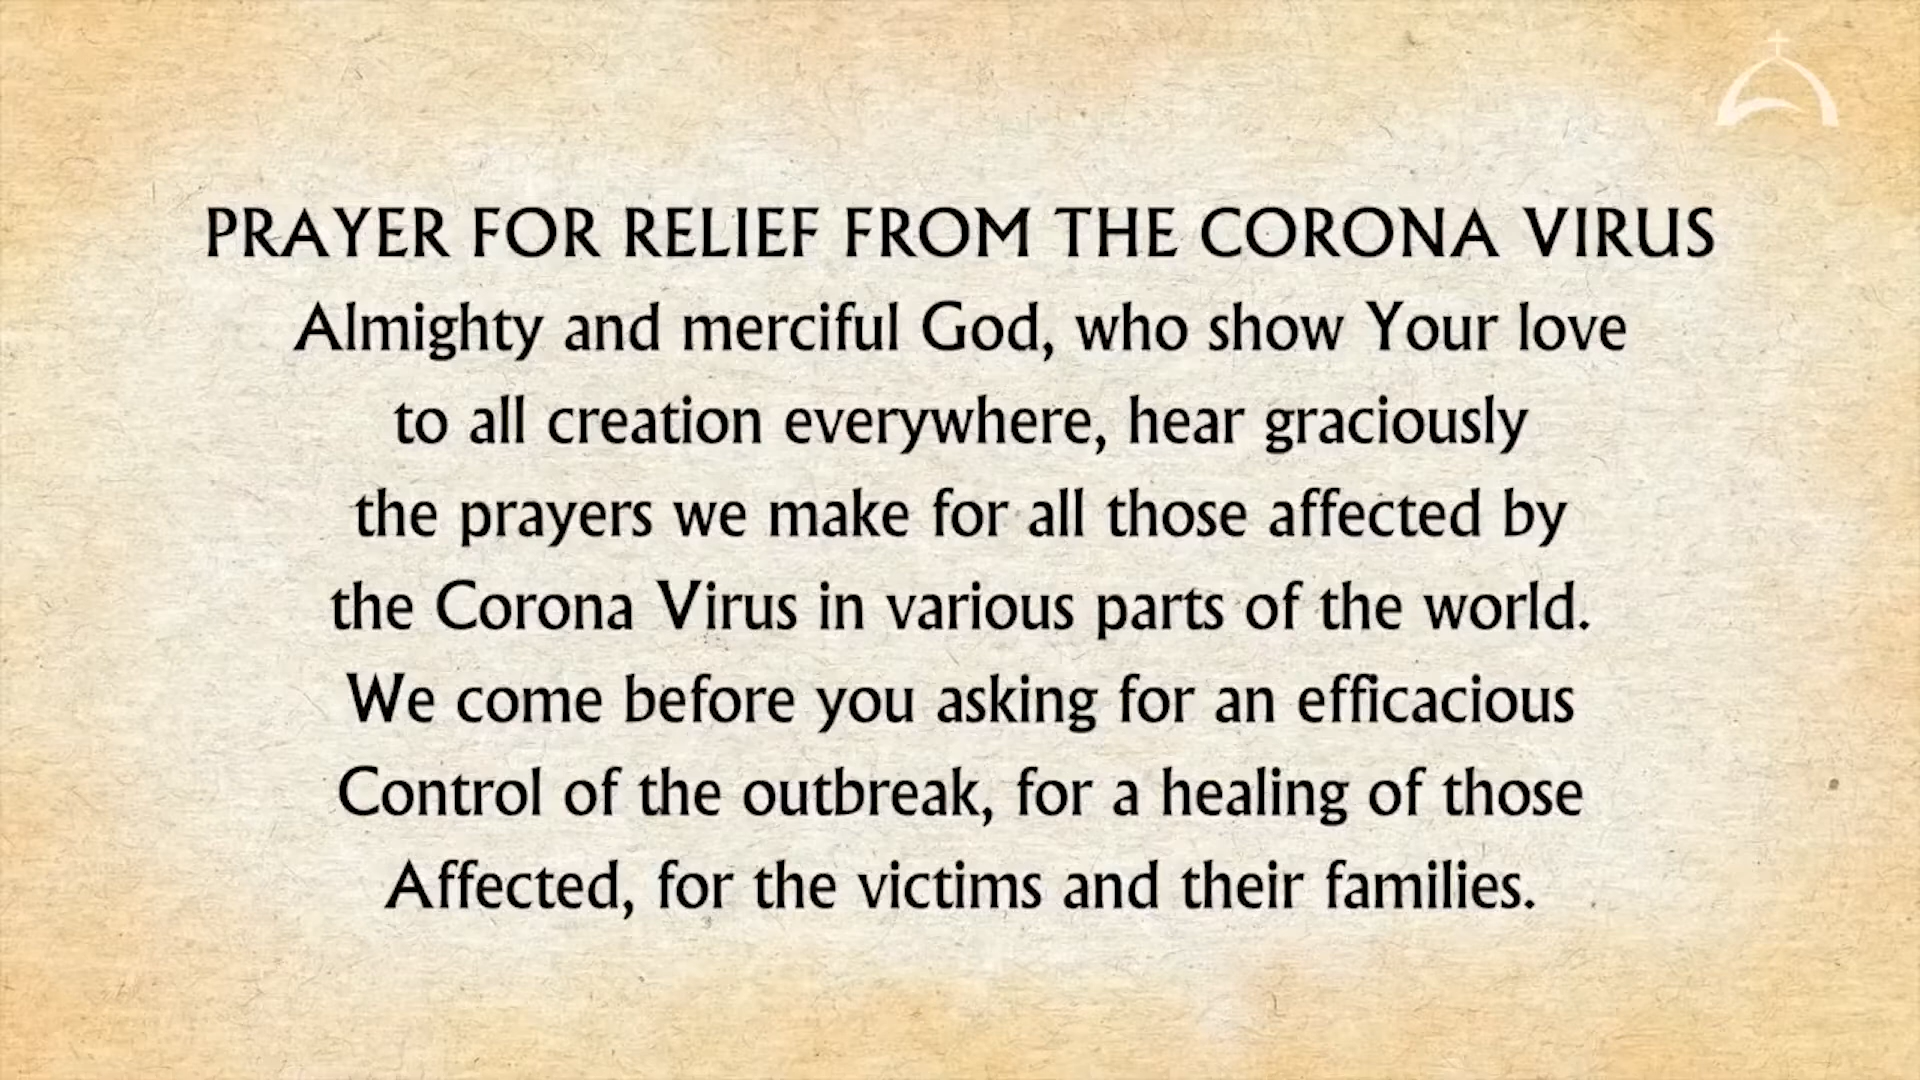 PRAYER FOR RELIEF FROM THE CORONA VIRUS
Almighty and merciful God, who show Your love
to all creation everywhere, hear graciously
the prayers we make for all those affected by
the Corona Virus in various parts of the world.
We come before you asking for an efficacious
Control of the outbreak, for a healing of those
Affected, for the victims and their families.